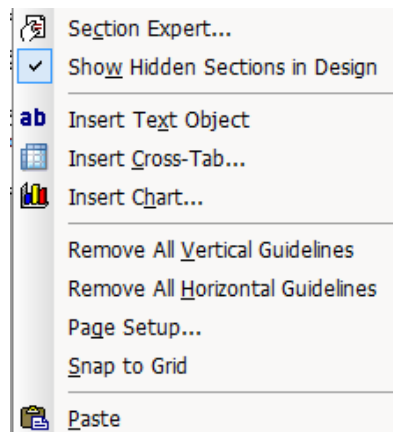 Section Expert...
Show Hidden Sections in Design
ab Insert Text Object
Insert Cross-Tab...
Insert Chart...
Remove All Vertical Guidelines
Remove All Horizontal Guidelines
Page Setup...
Snap to Grid
Paste